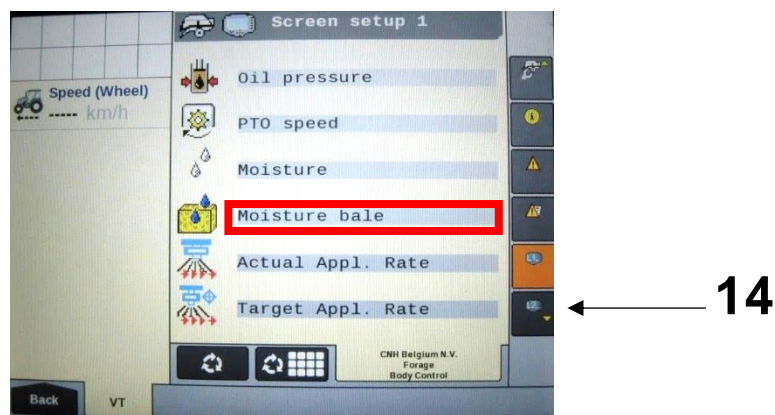 Screen setup 1
Speed (Wheel)
----- km/h
Oil pressure
PTO speed
Moisture
Moisture bale
Actual Appl. Rate
Target Appl. Rate
14
CNH Belgium N.V.
Forage
Body Control
Back
VT